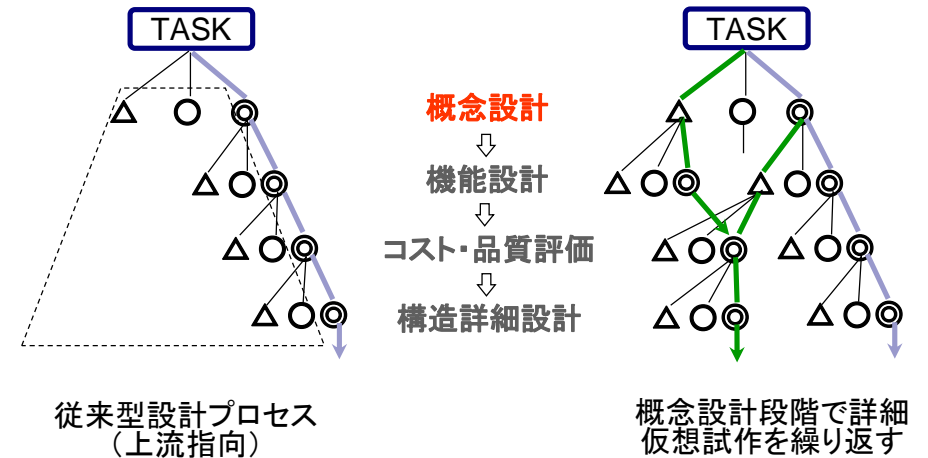 TASK
TASK
概念設計
機能設計
コスト・品質評価
構造詳細設計
従来型設計プロセス
（上流指向）
概念設計段階で詳細
仮想試作を繰り返す